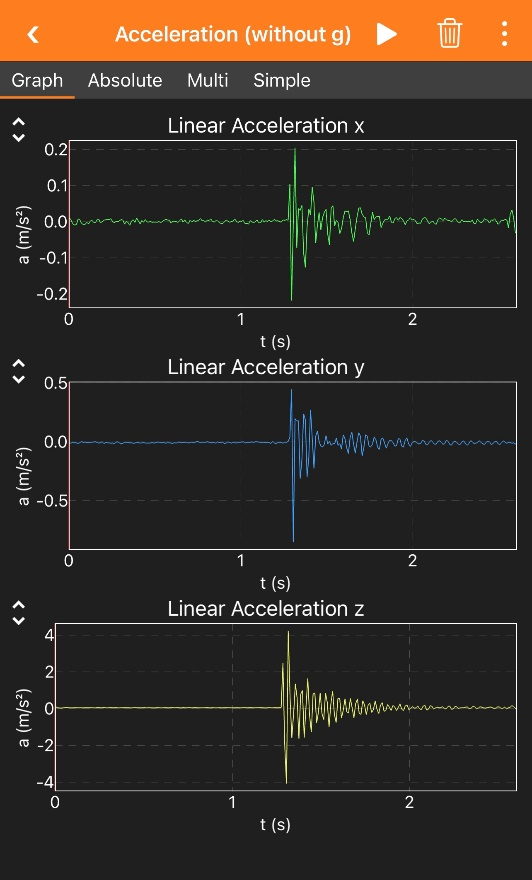 Acceleration (without g)
Graph Absolute Multi Simple
Linear Acceleration x
a (m/s²)
0.2
0.1
0.0
-0.1
-0.2
0 1 2
t (s)
Linear Acceleration y
a (m/s²)
0.5
0.0
-0.5
0 1 2
t (s)
Linear Acceleration z
a (m/s²)
4
2
0
-2
-4
0 1 2
t (s)